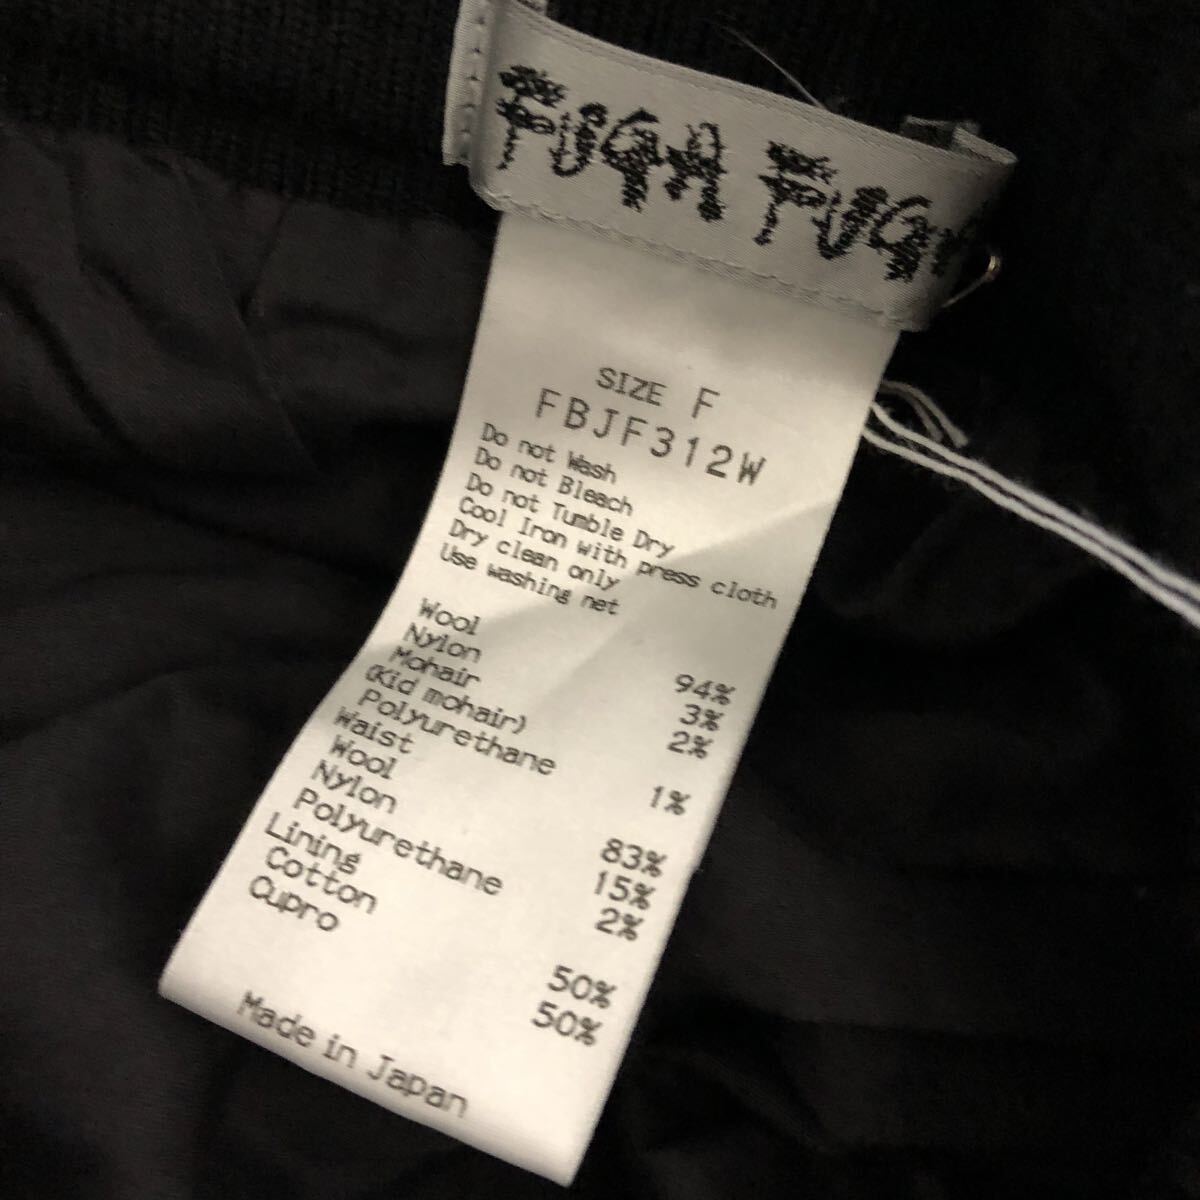 FUGA FUGA
SIZE F
FBJF312W
Do not Wash
Do not Bleach
Do not Tumble Dry
Cool Iron with press cloth
Dry clean only
Use washing net
Wool 94%
Nylon 3%
Mohair 2%
(Kid mohair)
Polyurethane 1%
Waist
Wool 83%
Nylon 15%
Polyurethane 2%
Lining
Cotton 50%
Cupro 50%
Made in Japan